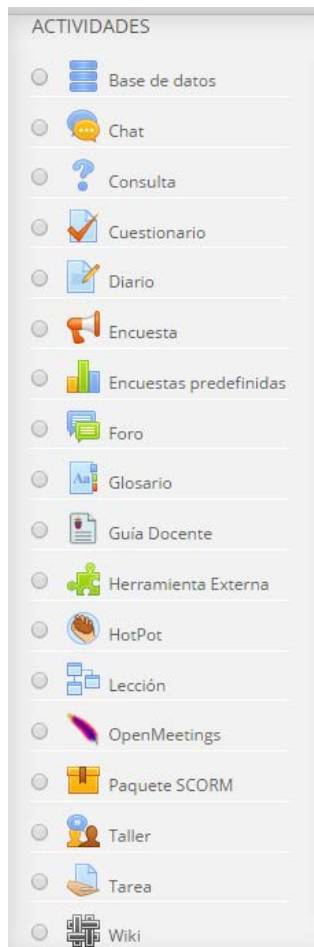 ACTIVIDADES
Base de datos
Chat
Consulta
Cuestionario
Diario
Encuesta
Encuestas predefinidas
Foro
Aa
Glosario
Guía Docente
Herramienta Externa
HotPot
Lección
OpenMeetings
Paquete SCORM
Taller
Tarea
Wiki